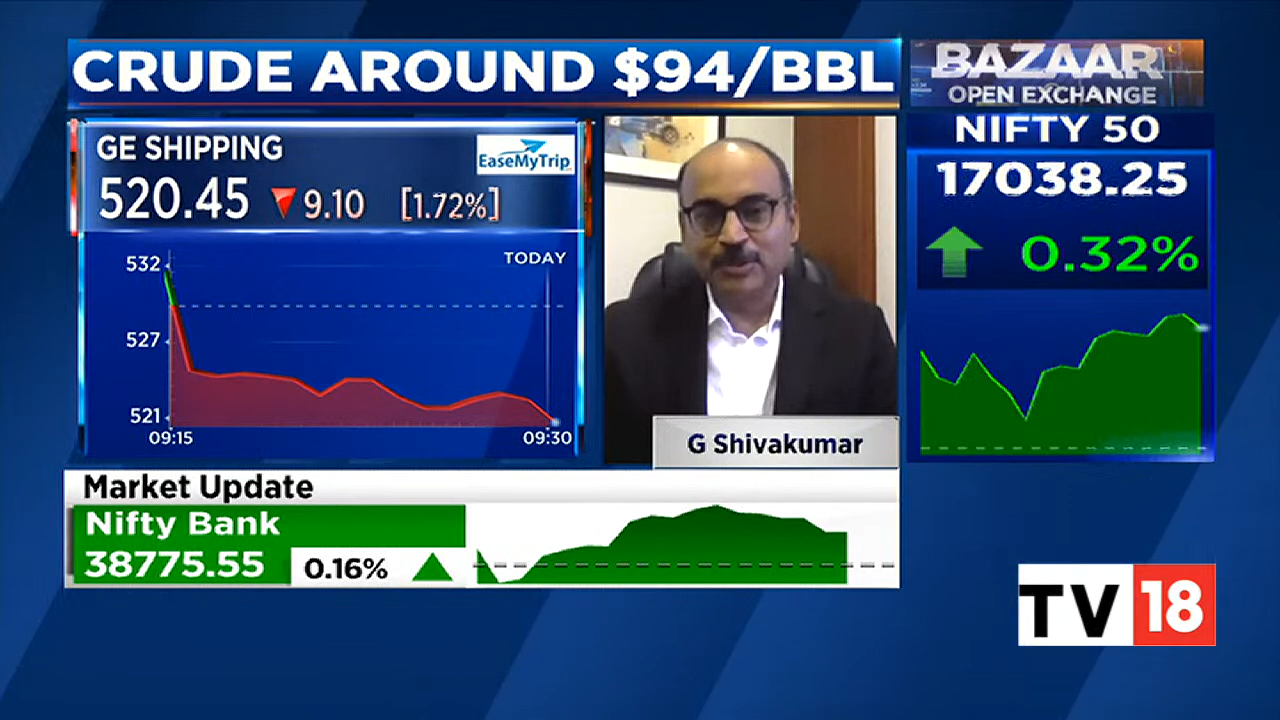 CRUDE AROUND $94/BBL
BAZAAR
OPEN EXCHANGE
GE SHIPPING
EaseMyTrip
520.45 ▼ 9.10 [1.72%]
TODAY
532
527
521
09:15
09:30
G Shivakumar
NIFTY 50
17038.25
0.32%
Market Update
Nifty Bank
38775.55
0.16%
TV18